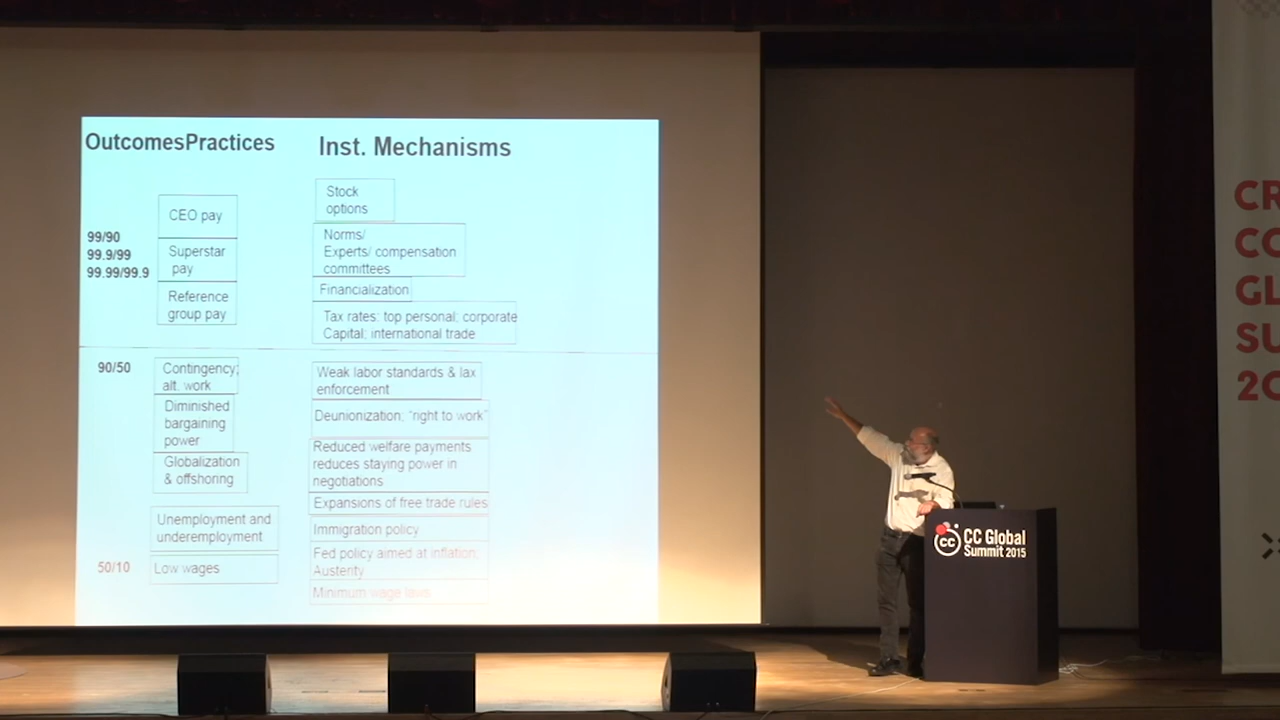 OutcomesPractices
Inst. Mechanisms
CEO pay
Stock
options
99/90
99.9/99
99.99/99.9
Superstar
pay
Norms/
Experts/ compensation
committees
Reference
group pay
Financialization
Tax rates: top personal; corporate
Capital; international trade
90/50
Contingency;
alt. work
Weak labor standards & lax
enforcement
Diminished
bargaining
power
Deunionization; “right to work”
Globalization
& offshoring
Reduced welfare payments
reduces staying power in
negotiations
Expansions of free trade rules
Unemployment and
underemployment
Immigration policy
50/10
Low wages
Fed policy aimed at inflation;
Austerity
Minimum wage laws
CC
CC Global
Summit 2015
CR
CO
GL
SU
20